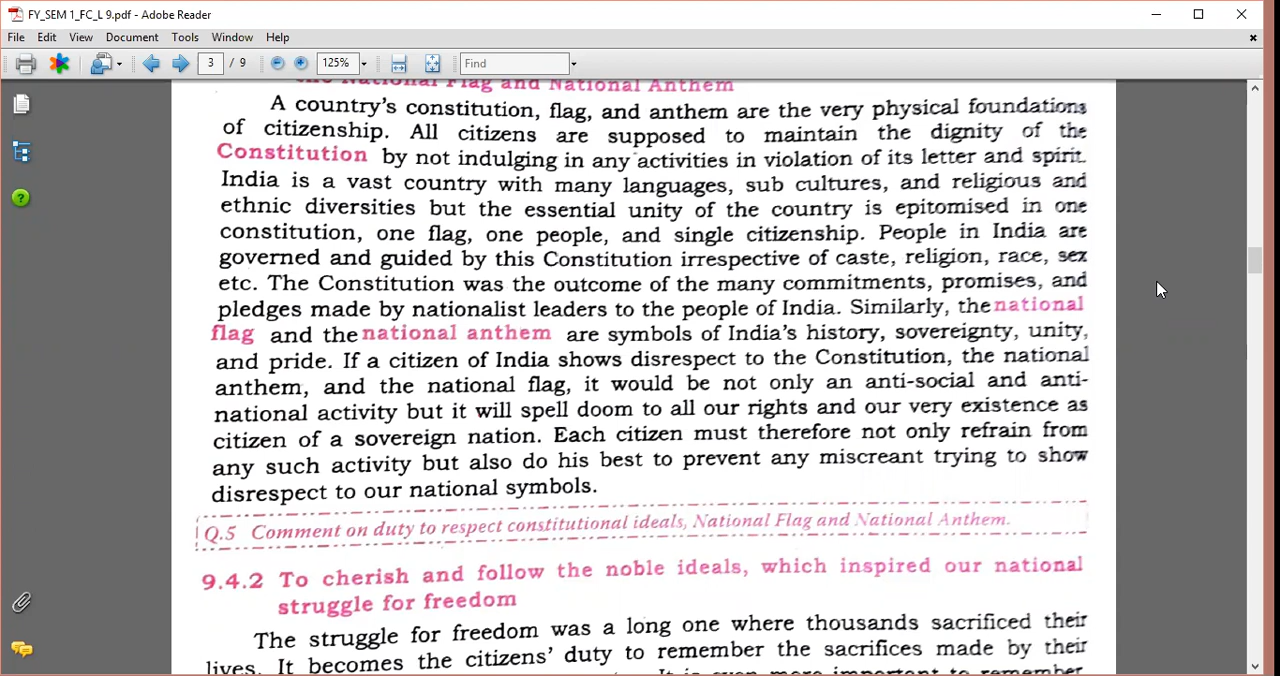 FY_SEM 1_FC_L 9.pdf - Adobe Reader
File Edit View Document Tools Window Help
3 / 9 125% Find
the National Flag and National Anthem
A country's constitution, flag, and anthem are the very physical foundations
of citizenship. All citizens are supposed to maintain the dignity of the
Constitution by not indulging in any activities in violation of its letter and spirit.
India is a vast country with many languages, sub cultures, and religious and
ethnic diversities but the essential unity of the country is epitomised in one
constitution, one flag, one people, and single citizenship. People in India are
governed and guided by this Constitution irrespective of caste, religion, race, sex
etc. The Constitution was the outcome of the many commitments, promises, and
pledges made by nationalist leaders to the people of India. Similarly, the national
flag and the national anthem are symbols of India's history, sovereignty, unity,
and pride. If a citizen of India shows disrespect to the Constitution, the national
anthem, and the national flag, it would be not only an anti-social and anti-
national activity but it will spell doom to all our rights and our very existence as
citizen of a sovereign nation. Each citizen must therefore not only refrain from
any such activity but also do his best to prevent any miscreant trying to show
disrespect to our national symbols.
Q.5 Comment on duty to respect constitutional ideals, National Flag and National Anthem.
9.4.2 To cherish and follow the noble ideals, which inspired our national
struggle for freedom
The struggle for freedom was a long one where thousands sacrificed their
lives. It becomes the citizens' duty to remember the sacrifices made by their
It is even more important to remember